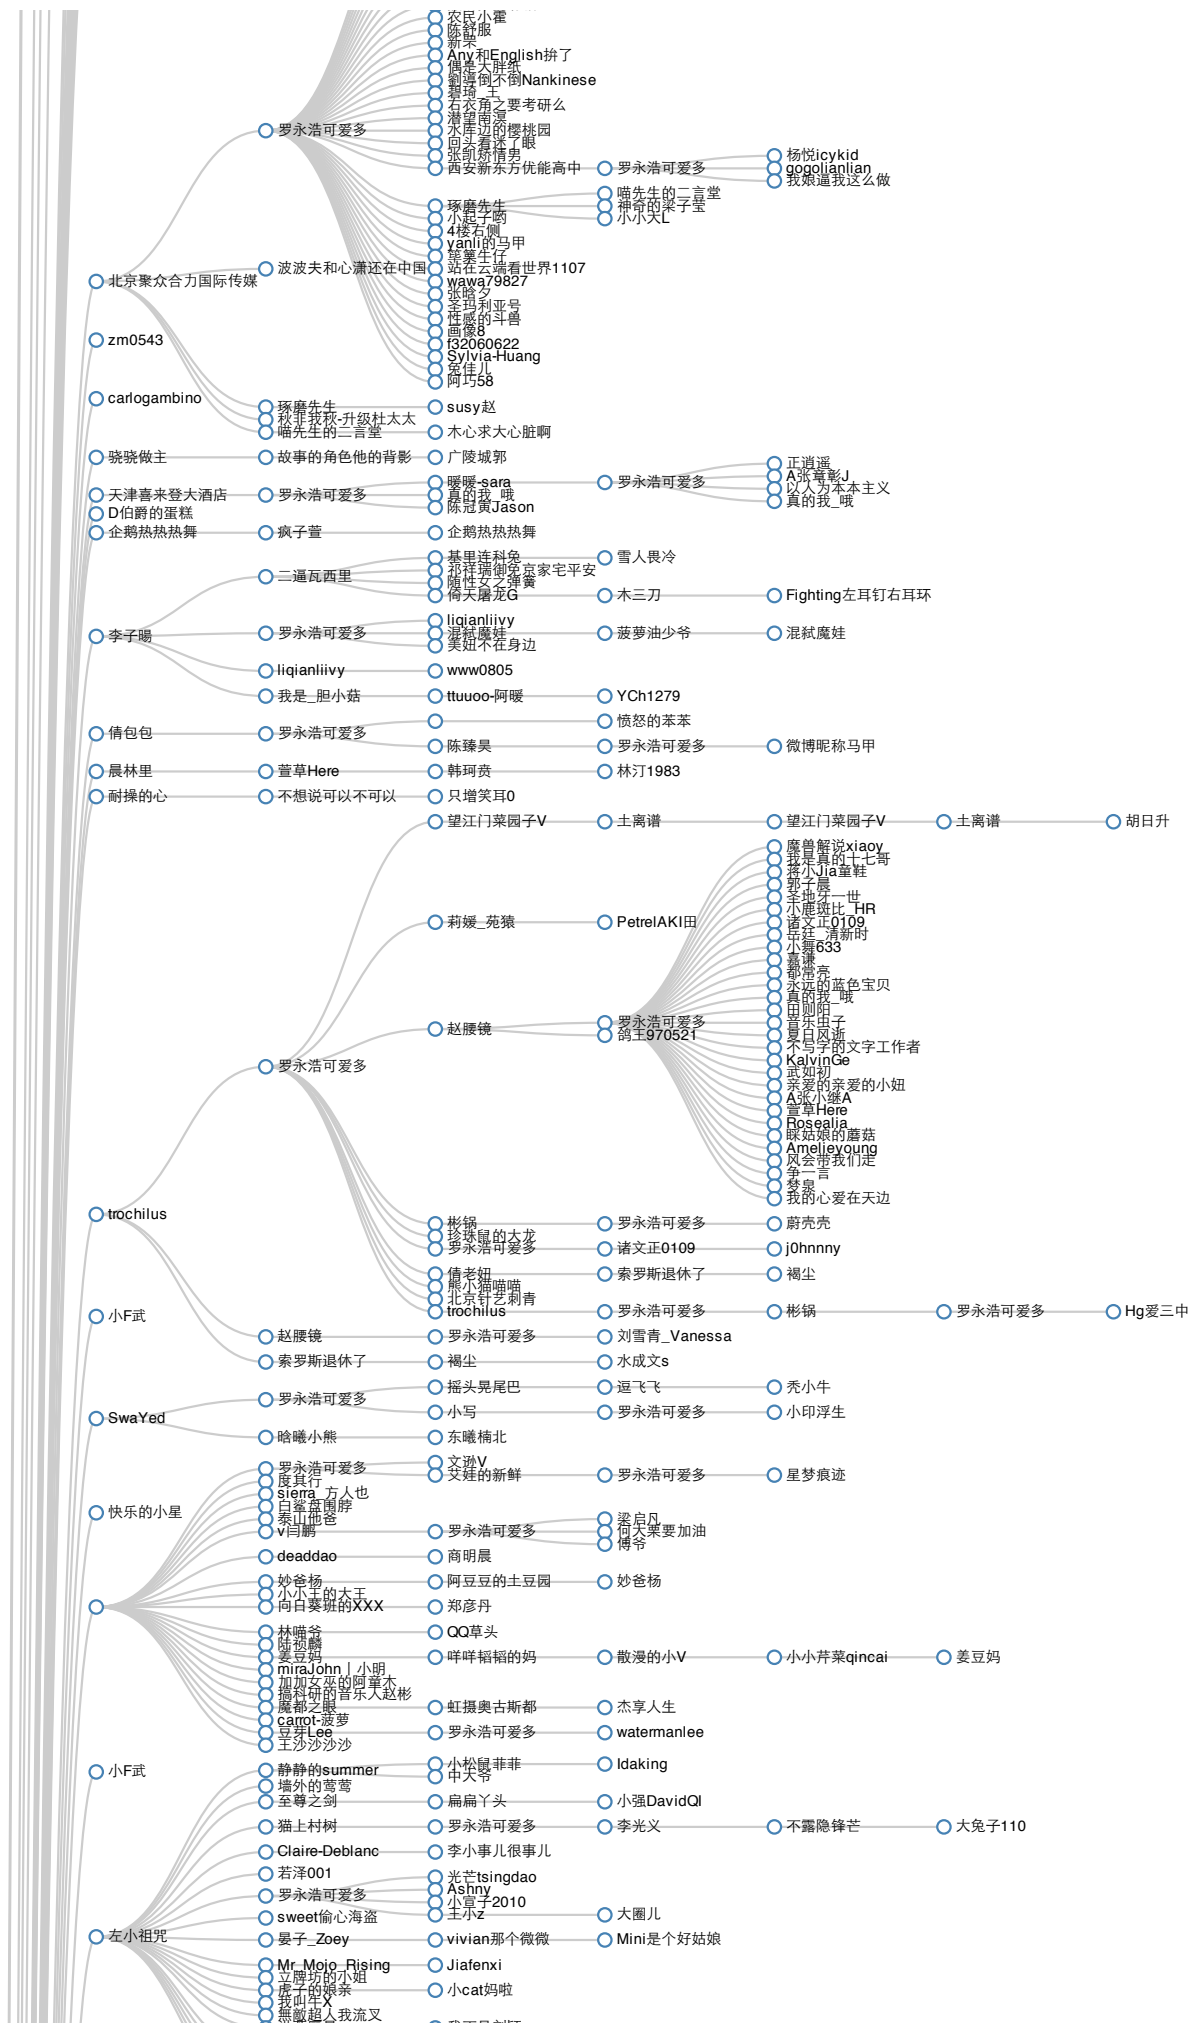 农民小霍
陈舒服
新栗
Any和English拚了
偶是大胖纸
劉導倒不倒Nankinese
碧琦_王
右衣角之要考研么
潜望南溟
罗永浩可爱多
水库边的樱桃园
回头看迷了眼
张凯矫情男
西安新东方优能高中
罗永浩可爱多
杨悦icykid
gogolianlian
我娘逼我这么做
琢磨先生
喵先生的二言堂
神奇的梁子莹
小小大L
小起子哟
4楼右侧
yanli的马甲
筚篥牛仔
北京聚众合力国际传媒
波波夫和心潇还在中国
站在云端看世界1107
wawa79827
张晗夕
圣玛利亚号
性感的斗兽
画像8
f32060622
Sylvia-Huang
兔佳儿
阿巧58
zm0543
carlogambino
琢磨先生
susy赵
秋菲我秋-升级杜太太
喵先生的二言堂
木心求大心脏啊
骁骁做主
故事的角色他的背影
广陵城郭
天津喜来登大酒店
罗永浩可爱多
暖暖-sara
罗永浩可爱多
正逍遥
A张章彰J
以人为本本主义
真的我_哦
真的我_哦
陈冠寅Jason
D伯爵的蛋糕
企鹅热热热舞
疯子萱
企鹅热热热舞
李子暘
二逼瓦西里
基里连科兔
雪人畏冷
祁祥瑞御免京家宅平安
随性女之弹簧
倚天屠龙G
木三刀
Fighting左耳钉右耳环
罗永浩可爱多
liqianliivy
混弑魔娃
菠萝油少爷
混弑魔娃
美妞不在身边
liqianliivy
www0805
我是_胆小菇
ttuuoo-阿暖
YCh1279
倩包包
罗永浩可爱多
愤怒的苯苯
陈臻昊
罗永浩可爱多
微博昵称马甲
晨林里
萱草Here
韩珂贲
林汀1983
耐操的心
不想说可以不可以
只增笑耳0
trochilus
罗永浩可爱多
望江门菜园子V
土离谱
望江门菜园子V
土离谱
胡日升
莉媛_苑猿
PetrelAKI田
赵腰镜
罗永浩可爱多
鸽王970521
魔兽解说xiaoy
我是真的十七哥
蒋小Jia童鞋
郭子晨
圣地牙一世
小鹿斑比_HR
诸文正0109
岳廷_清新时
小舞633
嘉谦
都常亮
永远的蓝色宝贝
真的我_哦
田则阳
音乐虫子
夏日风逝
不写字的文字工作者
KalvinGe
武如初
亲爱的亲爱的小妞
A张小继A
萱草Here
Rosealia
睬姑娘的蘑菇
Amelieyoung
风会带我们走
争一言
梦泉
我的心爱在天边
彬锅
罗永浩可爱多
蔚壳壳
珍珠鼠的大龙
罗永浩可爱多
诸文正0109
j0hnnny
倩老妞
索罗斯退休了
褐尘
熊小猫喵喵
北京针艺刺青
trochilus
罗永浩可爱多
彬锅
罗永浩可爱多
Hg爱三中
小F武
赵腰镜
罗永浩可爱多
刘雪青_Vanessa
索罗斯退休了
褐尘
水成文s
SwaYed
罗永浩可爱多
摇头晃尾巴
逗飞飞
秃小牛
小写
罗永浩可爱多
小印浮生
晗曦小熊
东曦楠北
快乐的小星
罗永浩可爱多
文逊V
艾娃的新鲜
罗永浩可爱多
星梦痕迹
度其行
sierra_方人也
白鲨盘围脖
泰山他爸
v闫鹏
罗永浩可爱多
梁启凡
何大栗要加油
傅爷
deaddao
商明晨
妙爸杨
阿豆豆的土豆园
妙爸杨
小小王的大王
向日葵班的XXX
郑彦丹
林喵爷
QQ草头
陆祯麟
姜豆妈
咩咩韬韬的妈
散漫的小V
小小芹菜qincai
姜豆妈
miraJohn丨小明
加加女巫的阿童木
搞科研的音乐人赵彬
魔都之眼
虹摄奥古斯都
杰享人生
carrot-菠萝
豆芽Lee
罗永浩可爱多
watermanlee
王沙沙沙沙
小F武
左小祖咒
静静的summer
小松鼠菲菲
Idaking
中大爷
墙外的莺莺
至尊之剑
扁扁丫头
小强DavidQI
猫上村树
罗永浩可爱多
李光义
不露隐锋芒
大兔子110
Claire-Deblanc
李小事儿很事儿
若泽001
罗永浩可爱多
光芒tsingdao
Ashny
小宣子2010
王小z
大圈儿
sweet偷心海盗
晏子_Zoey
vivian那个微微
Mini是个好姑娘
Mr_Mojo_Rising
Jiafenxi
立牌坊的小姐
虎子的娘亲
小cat妈啦
我叫牛X
無敵超人我流叉